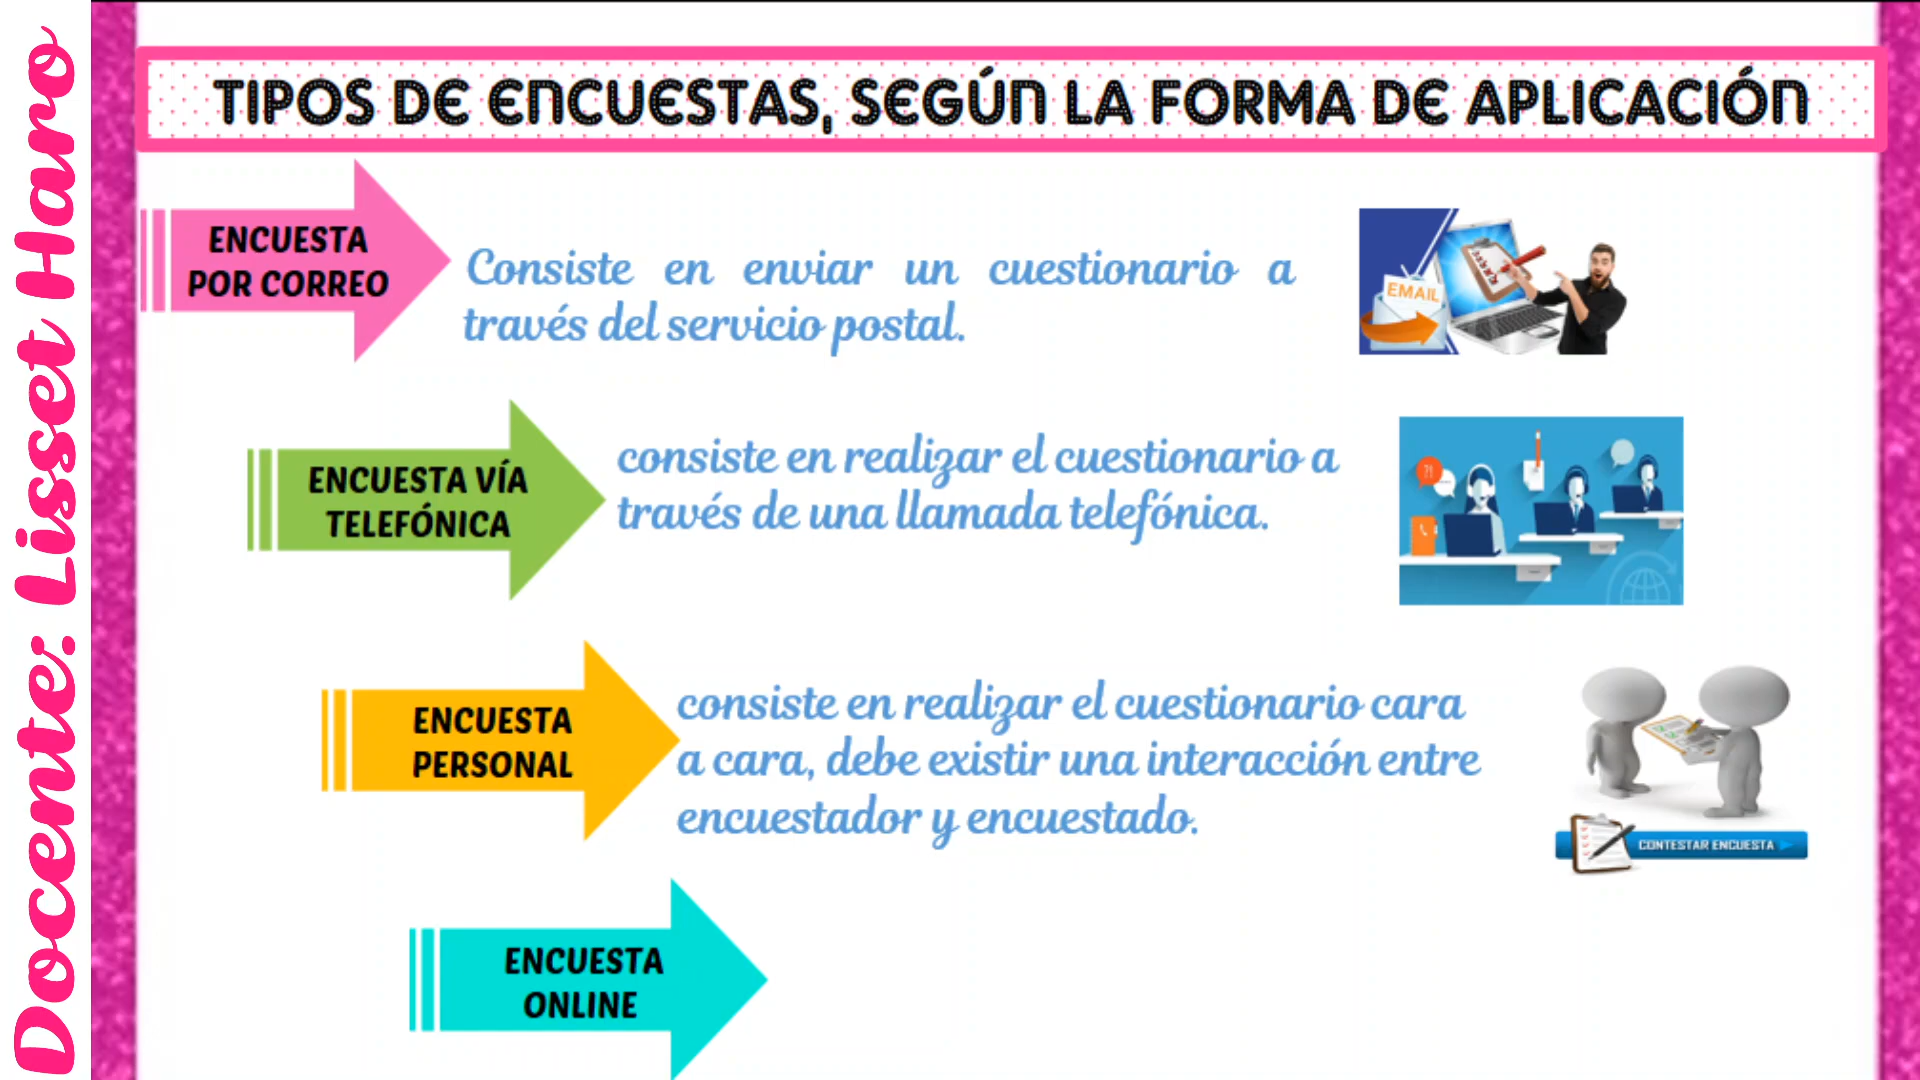 Docente: Lisset Haro
TIPOS DE ENCUESTAS, SEGÚN LA FORMA DE APLICACIÓN
ENCUESTA
POR CORREO
Consiste en enviar un cuestionario a
través del servicio postal.
EMAIL
ENCUESTA VÍA
TELEFÓNICA
consiste en realizar el cuestionario a
través de una llamada telefónica.
ENCUESTA
PERSONAL
consiste en realizar el cuestionario cara
a cara, debe existir una interacción entre
encuestador y encuestado.
CONTESTAR ENCUESTA
ENCUESTA
ONLINE